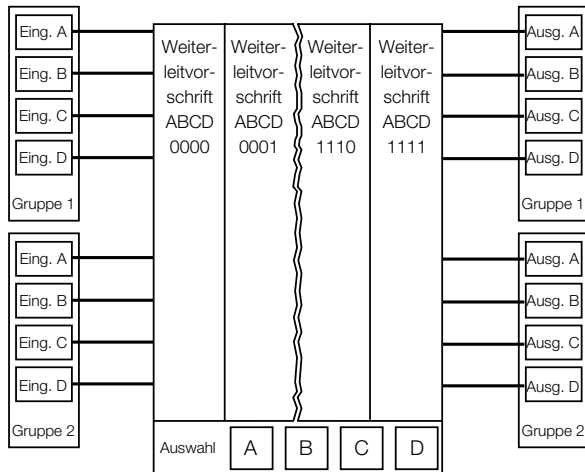 Eing. A
Eing. B
Eing. C
Eing. D
Gruppe 1
Eing. A
Eing. B
Eing. C
Eing. D
Gruppe 2
Weiter-
leitvor-
schrift
ABCD
0000
Weiter-
leitvor-
schrift
ABCD
0001
Weiter-
leitvor-
schrift
ABCD
1110
Weiter-
leitvor-
schrift
ABCD
1111
Auswahl A B C D
Ausg. A
Ausg. B
Ausg. C
Ausg. D
Gruppe 1
Ausg. A
Ausg. B
Ausg. C
Ausg. D
Gruppe 2